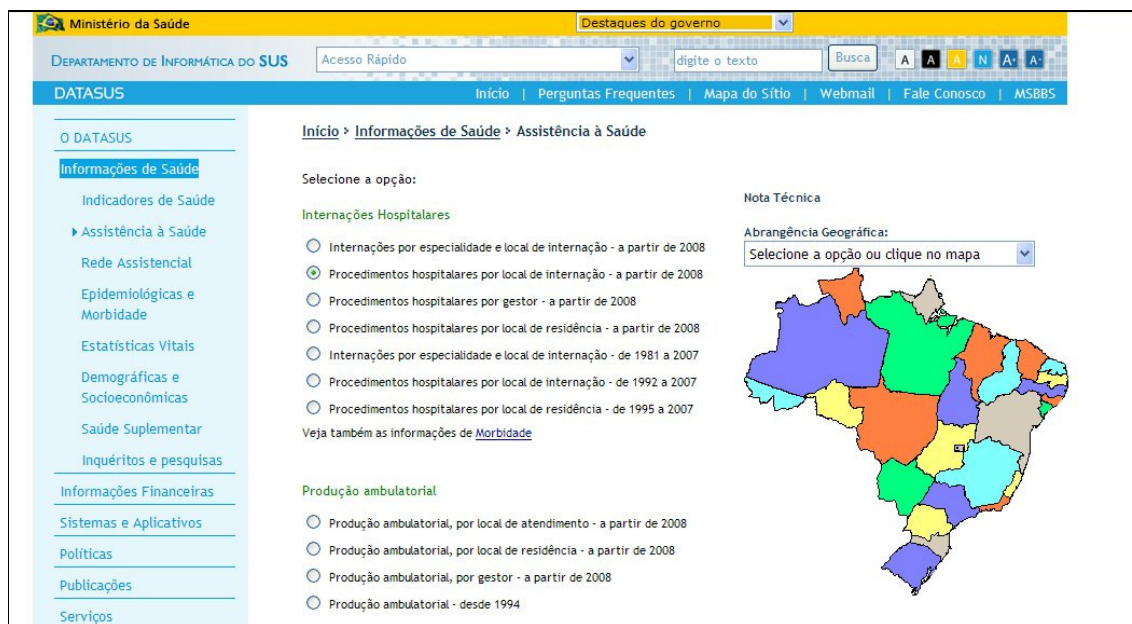 Ministério da Saúde
Destaques do governo
DEPARTAMENTO DE INFORMÁTICA DO SUS
Acesso Rápido
digite o texto
Busca
A A A N A+ A-
DATASUS
Início | Perguntas Frequentes | Mapa do Sítio | Webmail | Fale Conosco | MSBBS
O DATASUS
Informações de Saúde
Indicadores de Saúde
Assistência à Saúde
Rede Assistencial
Epidemiológicas e
Morbidade
Estatísticas Vitais
Demográficas e
Socioeconômicas
Saúde Suplementar
Inquéritos e pesquisas
Informações Financeiras
Sistemas e Aplicativos
Políticas
Publicações
Serviços
Início > Informações de Saúde > Assistência à Saúde
Selecione a opção:
Internações Hospitalares
Internações por especialidade e local de internação - a partir de 2008
Procedimentos hospitalares por local de internação - a partir de 2008
Procedimentos hospitalares por gestor - a partir de 2008
Procedimentos hospitalares por local de residência - a partir de 2008
Internações por especialidade e local de internação - de 1981 a 2007
Procedimentos hospitalares por local de internação - de 1992 a 2007
Procedimentos hospitalares por local de residência - de 1995 a 2007
Veja também as informações de Morbidade
Produção ambulatorial
Produção ambulatorial, por local de atendimento - a partir de 2008
Produção ambulatorial, por local de residência - a partir de 2008
Produção ambulatorial, por gestor - a partir de 2008
Produção ambulatorial - desde 1994
Nota Técnica
Abrangência Geográfica:
Selecione a opção ou clique no mapa